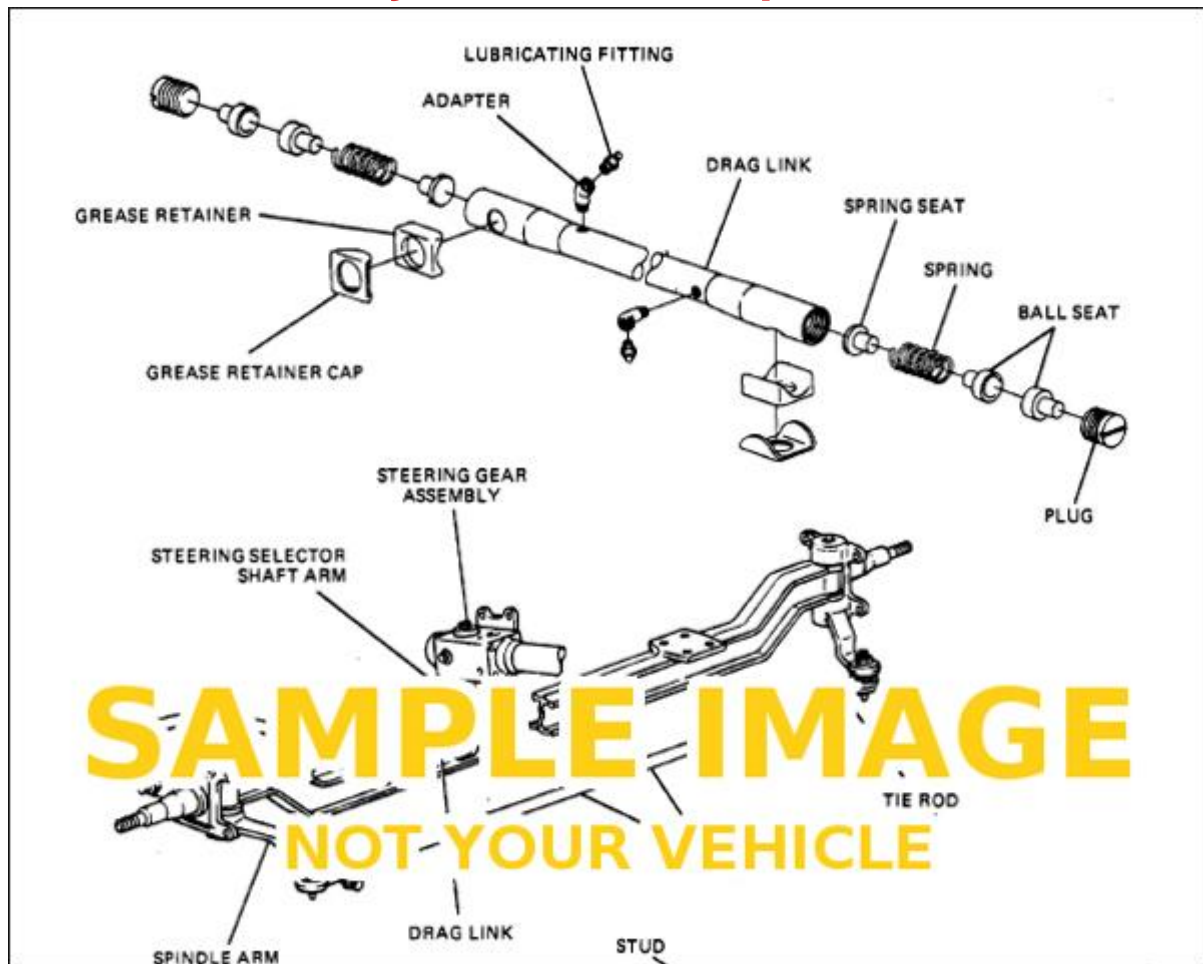 LUBRICATING FITTING
ADAPTER
DRAG LINK
GREASE RETAINER
SPRING SEAT
SPRING
BALL SEAT
GREASE RETAINER CAP
PLUG
STEERING GEAR
ASSEMBLY
STEERING SELECTOR
SHAFT ARM
SAMPLE IMAGE
TIE ROD
NOT YOUR VEHICLE
DRAG LINK
STUD
SPINDLE ARM